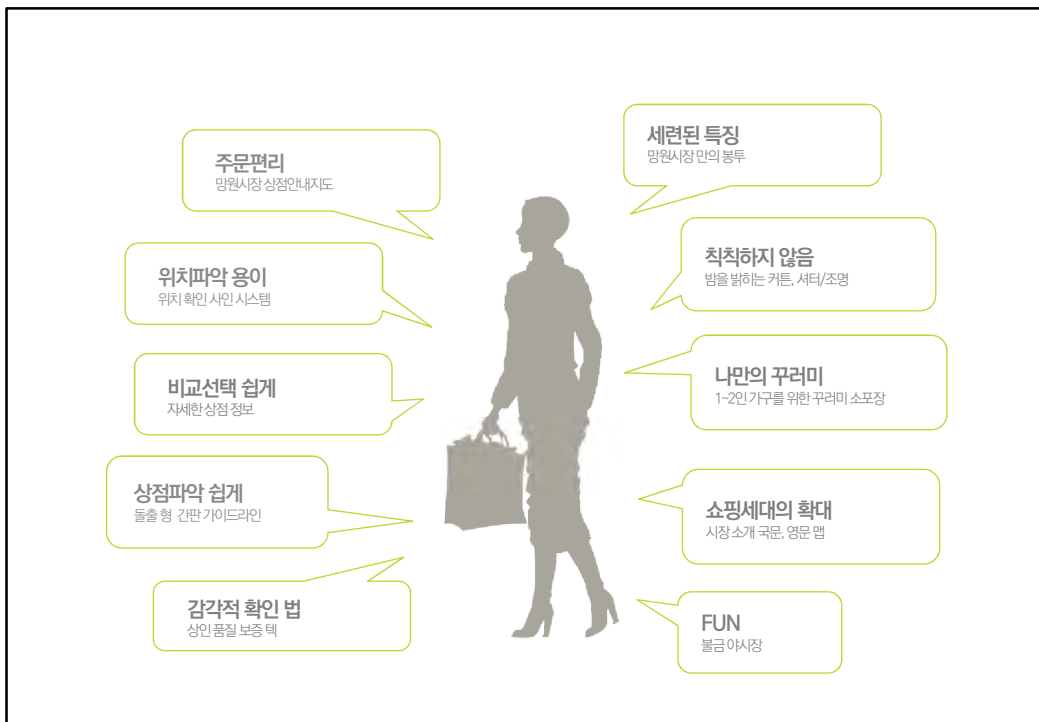 주문편리
망원시장 상점안내지도
위치파악 용이
위치 확인 사인 시스템
비교선택 쉽게
자세한 상점 정보
상점파악 쉽게
돌출 형 간판 가이드라인
감각적 확인 법
상인 품질 보증 텍
세련된 특징
망원시장 만의 봉투
칙칙하지 않음
밤을 밝히는 커튼, 셔터/조명
나만의 꾸러미
1~2인 가구를 위한 꾸러미 소포장
쇼핑세대의 확대
시장 소개 국문, 영문 맵
FUN
불금 야시장